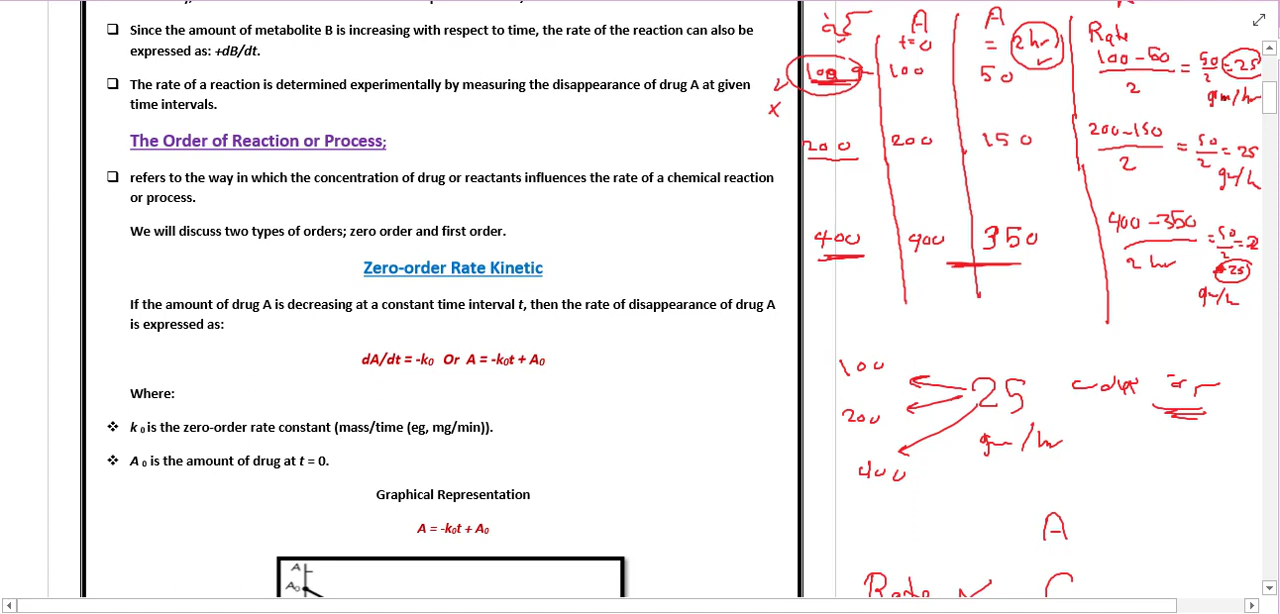 Since the amount of metabolite B is increasing with respect to time, the rate of the reaction can also be
expressed as: +dB/dt.
The rate of a reaction is determined experimentally by measuring the disappearance of drug A at given
time intervals.
The Order of Reaction or Process;
refers to the way in which the concentration of drug or reactants influences the rate of a chemical reaction
or process.
We will discuss two types of orders; zero order and first order.
Zero-order Rate Kinetic
If the amount of drug A is decreasing at a constant time interval t, then the rate of disappearance of drug A
is expressed as:
dA/dt = -k₀ Or A = -k₀t + A₀
Where:
k ₀ is the zero-order rate constant (mass/time (eg, mg/min)).
A ₀ is the amount of drug at t = 0.
Graphical Representation
A = -k₀t + A₀
A
A₀
A A Rate
t=0 = 2 hr
100 100 50 100-50 / 2 = 50/2 = 25 gm/hr
x
200 200 150 200-150 / 2 = 50/2 = 25 gr/h
400 400 350 400-350 / 2 hr = 50/2 = 2
25
gr/h
100
200 25
400 gm/hr
A
Rate